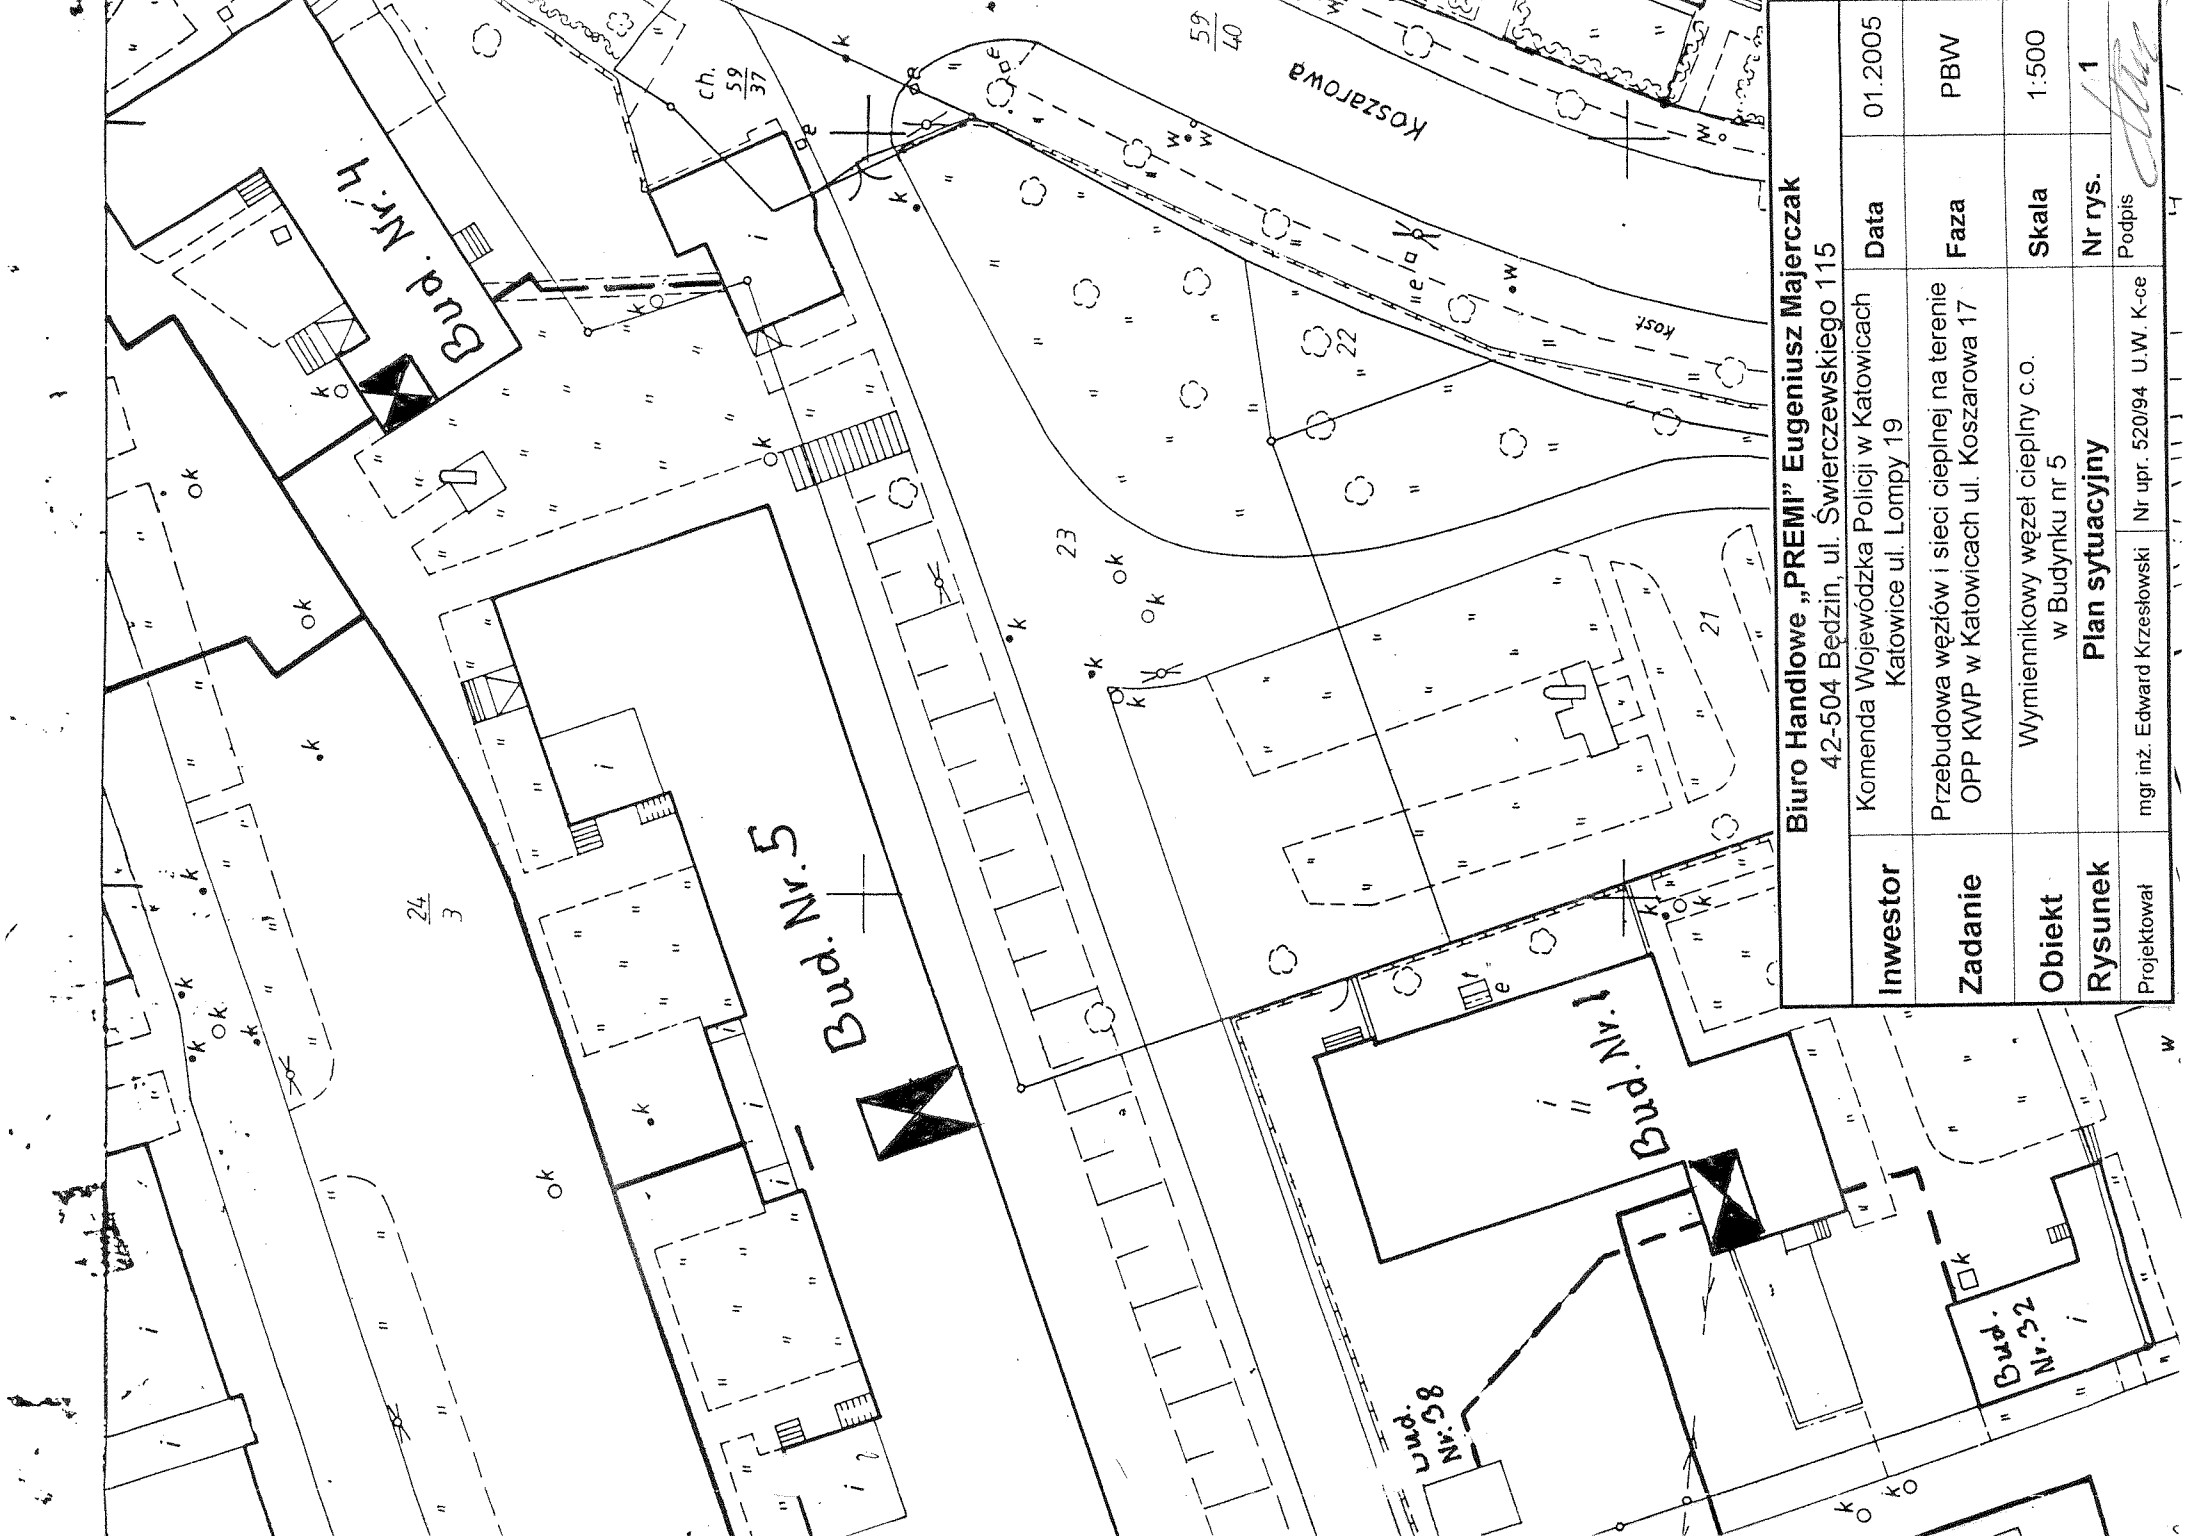 Biuro Handlowe „PREMI” Eugeniusz Majerczak
42-504 Będzin, ul. Świerczewskiego 115
Inwestor
Komenda Wojewódzka Policji w Katowicach
Katowice ul. Lompy 19
Data
01.2005
Zadanie
Przebudowa węzłów i sieci cieplnej na terenie
OPP KWP w Katowicach ul. Koszarowa 17
Faza
PBW
Obiekt
Wymiennikowy węzeł cieplny c.o.
w Budynku nr 5
Skala
1:500
Rysunek
Plan sytuacyjny
Nr rys.
1
Projektował
mgr inż. Edward Krzesłowski
Nr upr. 520/94 U.W. K-ce
Podpis
Bud. Nr. 4
Bud. Nr. 5
Bud. Nr. 1
Bud.
Nr. 32
Nr. 38
Koszarowa
kost.
ch.
59
37
59
40
24
3
23
22
21